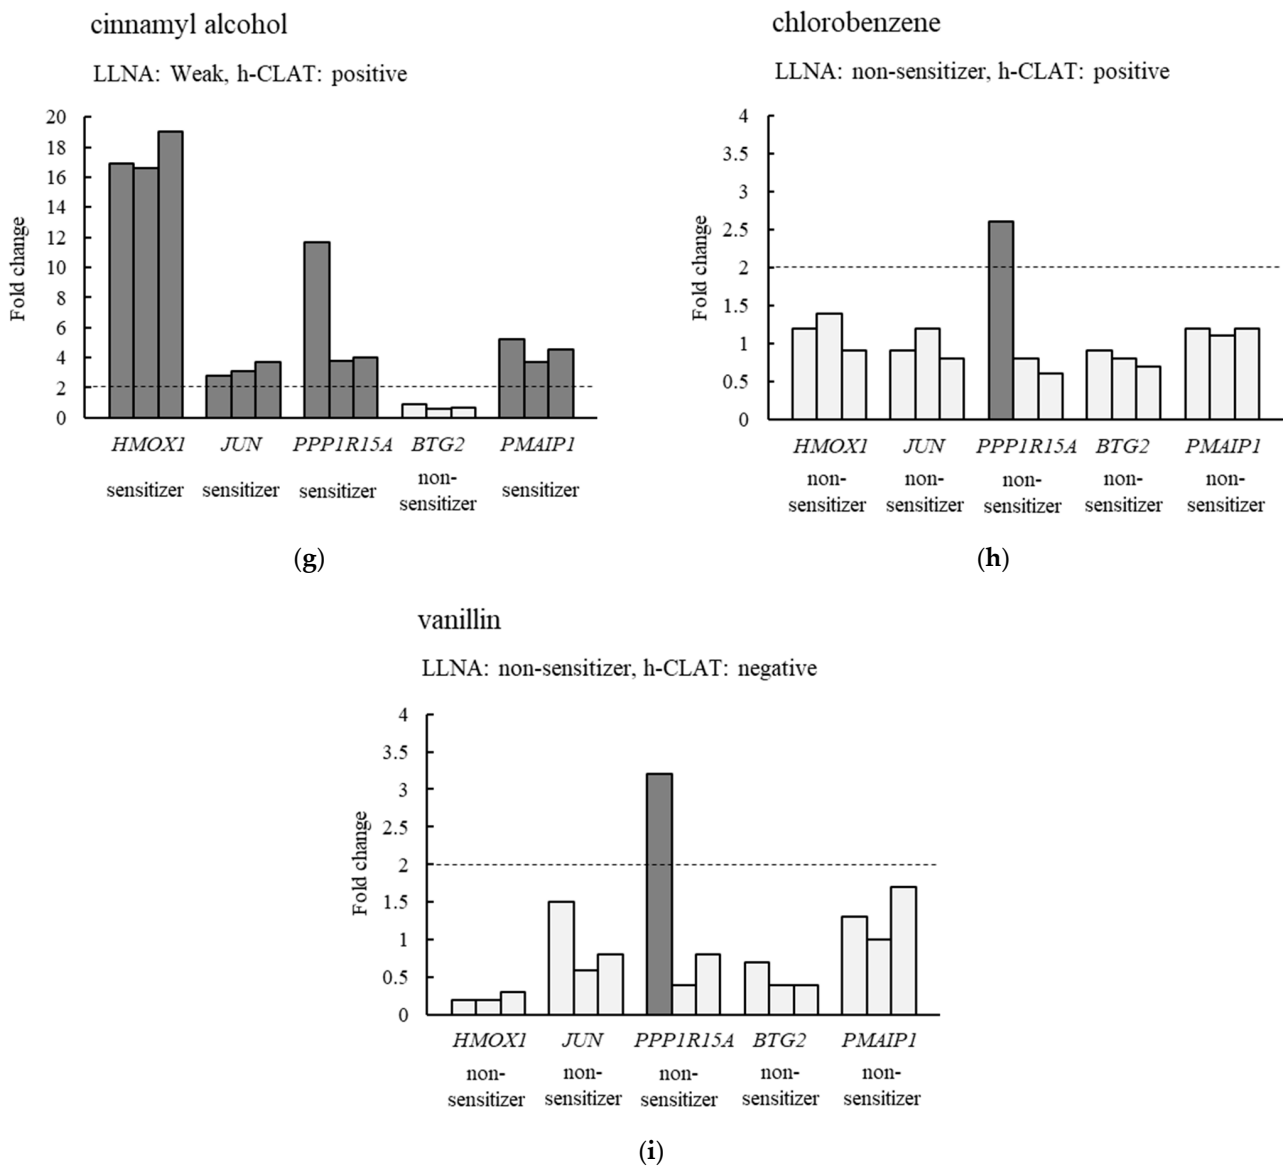 cinnamyl alcohol
LLNA: Weak, h-CLAT: positive
Fold change
20
18
16
14
12
10
8
6
4
2
0
HMOX1 JUN PPP1R15A BTG2 PMAIP1
sensitizer sensitizer sensitizer non-sensitizer sensitizer
(g)
chlorobenzene
LLNA: non-sensitizer, h-CLAT: positive
Fold change
4
3.5
3
2.5
2
1.5
1
0.5
0
HMOX1 JUN PPP1R15A BTG2 PMAIP1
non- non- non- non- non-
sensitizer sensitizer sensitizer sensitizer sensitizer
(h)
vanillin
LLNA: non-sensitizer, h-CLAT: negative
Fold change
4
3.5
3
2.5
2
1.5
1
0.5
0
HMOX1 JUN PPP1R15A BTG2 PMAIP1
non- non- non- non- non-
sensitizer sensitizer sensitizer sensitizer sensitizer
(i)